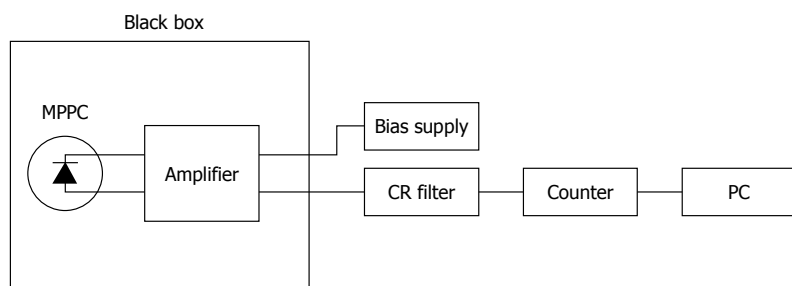 Black box
MPPC
Amplifier
Bias supply
CR filter
Counter
PC